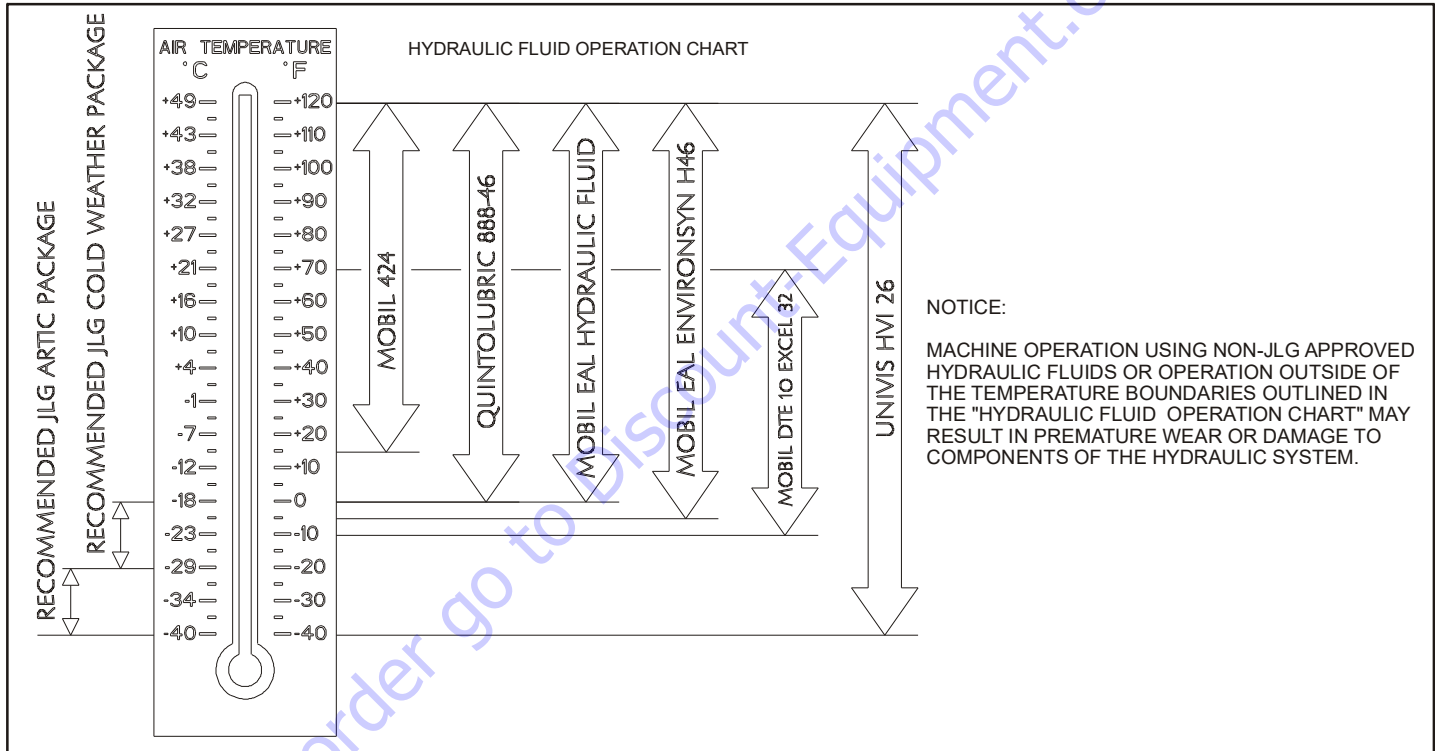 HYDRAULIC FLUID OPERATION CHART
AIR TEMPERATURE
°C °F
+49 +120
+43 +110
+38 +100
+32 +90
+27 +80
+21 +70
+16 +60
+10 +50
+4 +40
-1 +30
-7 +20
-12 +10
-18 0
-23 -10
-29 -20
-34 -30
-40 -40
RECOMMENDED JLG ARTIC PACKAGE
RECOMMENDED JLG COLD WEATHER PACKAGE
MOBIL 424
QUINTOLUBRIC 888-46
MOBIL EAL HYDRAULIC FLUID
MOBIL EAL ENVIRONSYN H46
MOBIL DTE 10 EXCEL 32
UNIVIS HVI 26
NOTICE:
MACHINE OPERATION USING NON-JLG APPROVED
HYDRAULIC FLUIDS OR OPERATION OUTSIDE OF
THE TEMPERATURE BOUNDARIES OUTLINED IN
THE "HYDRAULIC FLUID OPERATION CHART" MAY
RESULT IN PREMATURE WEAR OR DAMAGE TO
COMPONENTS OF THE HYDRAULIC SYSTEM.
order go to Discount-Equipment.c